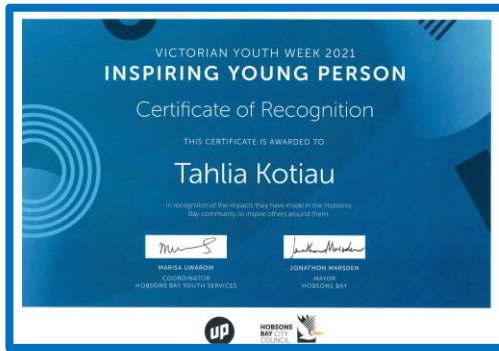 VICTORIAN YOUTH WEEK 2021
INSPIRING YOUNG PERSON
Certificate of Recognition
THIS CERTIFICATE IS AWARDED TO
Tahlia Kotiau
In recognition of the impacts they have made in the Hobsons
Bay community to inspire others around them
Jonathon Marsden
MARISA UWAROW
COORDINATOR
HOBSONS BAY YOUTH SERVICES
JONATHON MARSDEN
MAYOR
HOBSONS BAY
up
HOBSONS
BAY CITY
COUNCIL